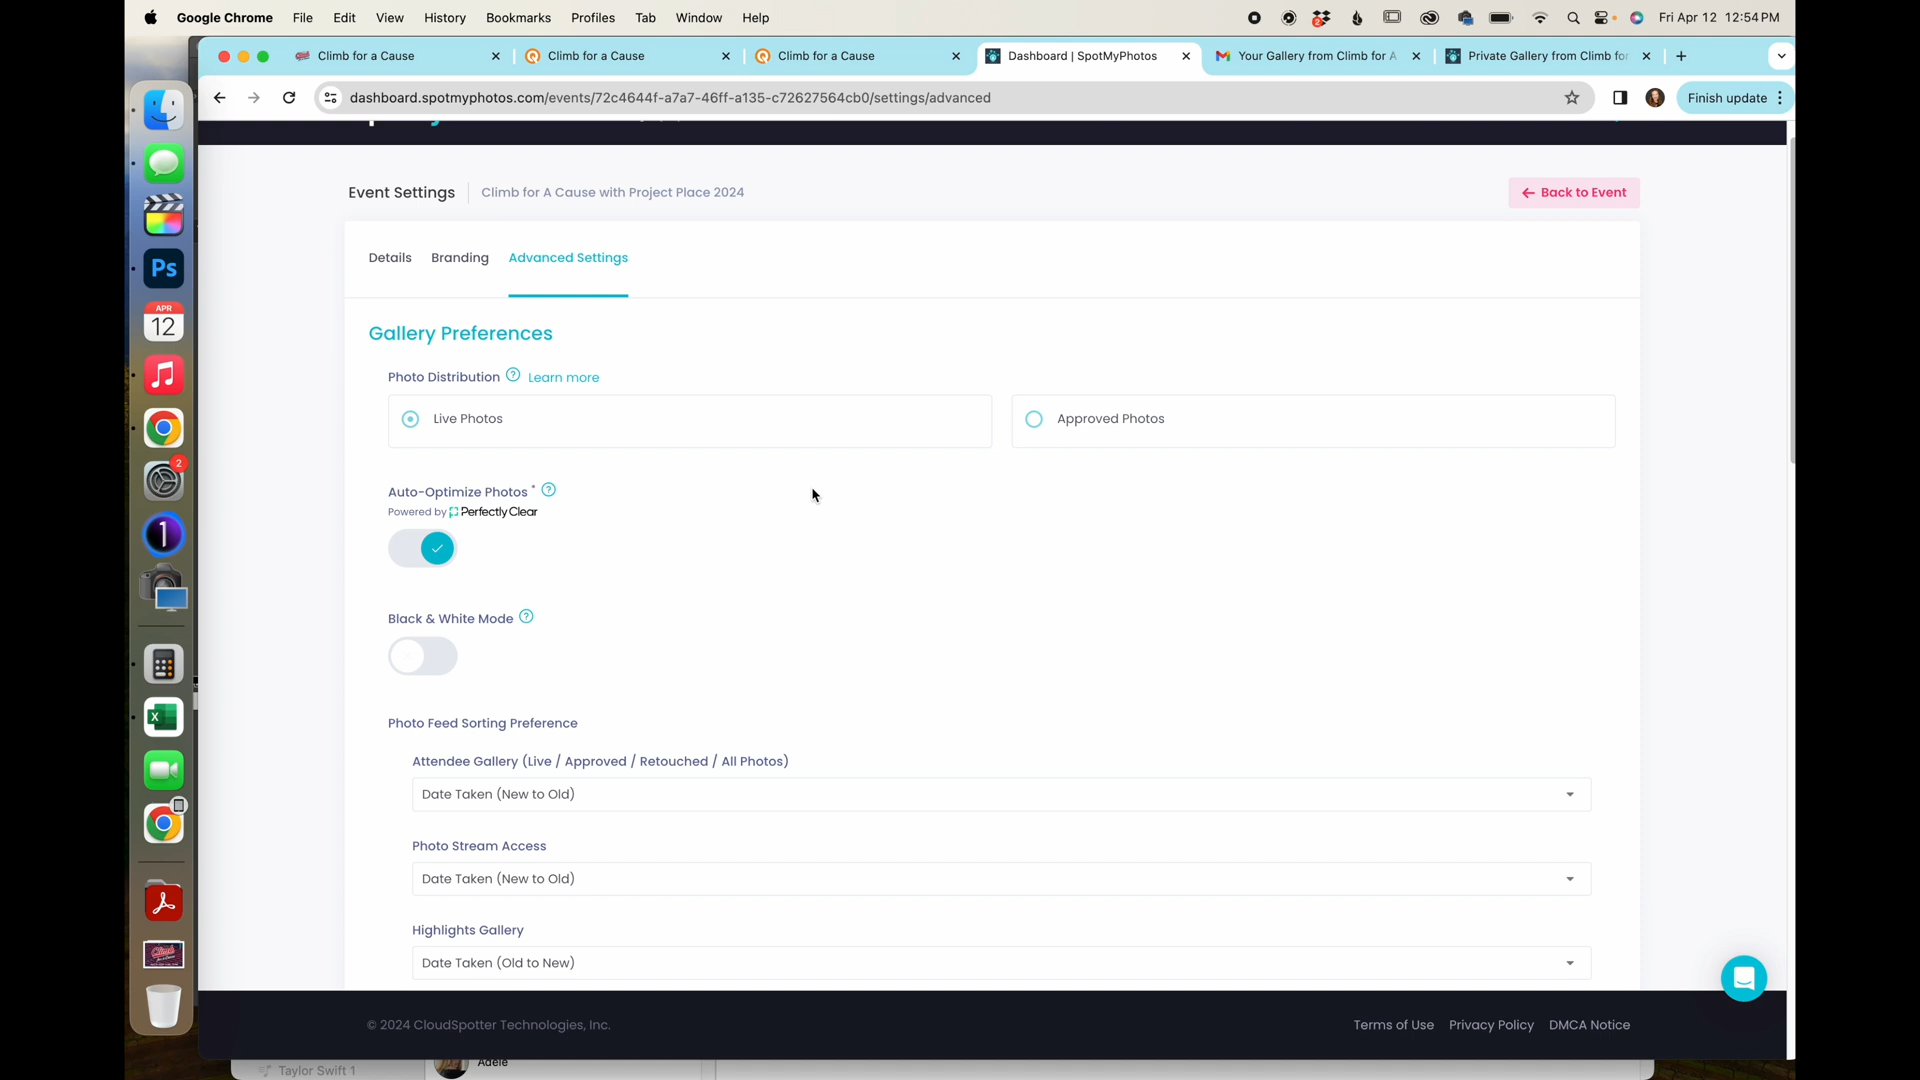 Google Chrome File Edit View History Bookmarks Profiles Tab Window Help
2
Fri Apr 12 12:54 PM
Climb for a Cause
Climb for a Cause
Climb for a Cause
Dashboard | SpotMyPhotos
Your Gallery from Climb for A
Private Gallery from Climb for
dashboard.spotmyphotos.com/events/72c4644f-a7a7-46ff-a135-c72627564cb0/settings/advanced
Finish update
Event Settings
Climb for A Cause with Project Place 2024
← Back to Event
Details
Branding
Advanced Settings
Gallery Preferences
Photo Distribution ? Learn more
Live Photos
Approved Photos
Auto-Optimize Photos * ?
Powered by Perfectly Clear
Black & White Mode ?
Photo Feed Sorting Preference
Attendee Gallery (Live / Approved / Retouched / All Photos)
Date Taken (New to Old)
Photo Stream Access
Date Taken (New to Old)
Highlights Gallery
Date Taken (Old to New)
© 2024 CloudSpotter Technologies, Inc.
Terms of Use
Privacy Policy
DMCA Notice
Taylor Swift 1
Adele
Ps
APR
12
2
1
X
Climb